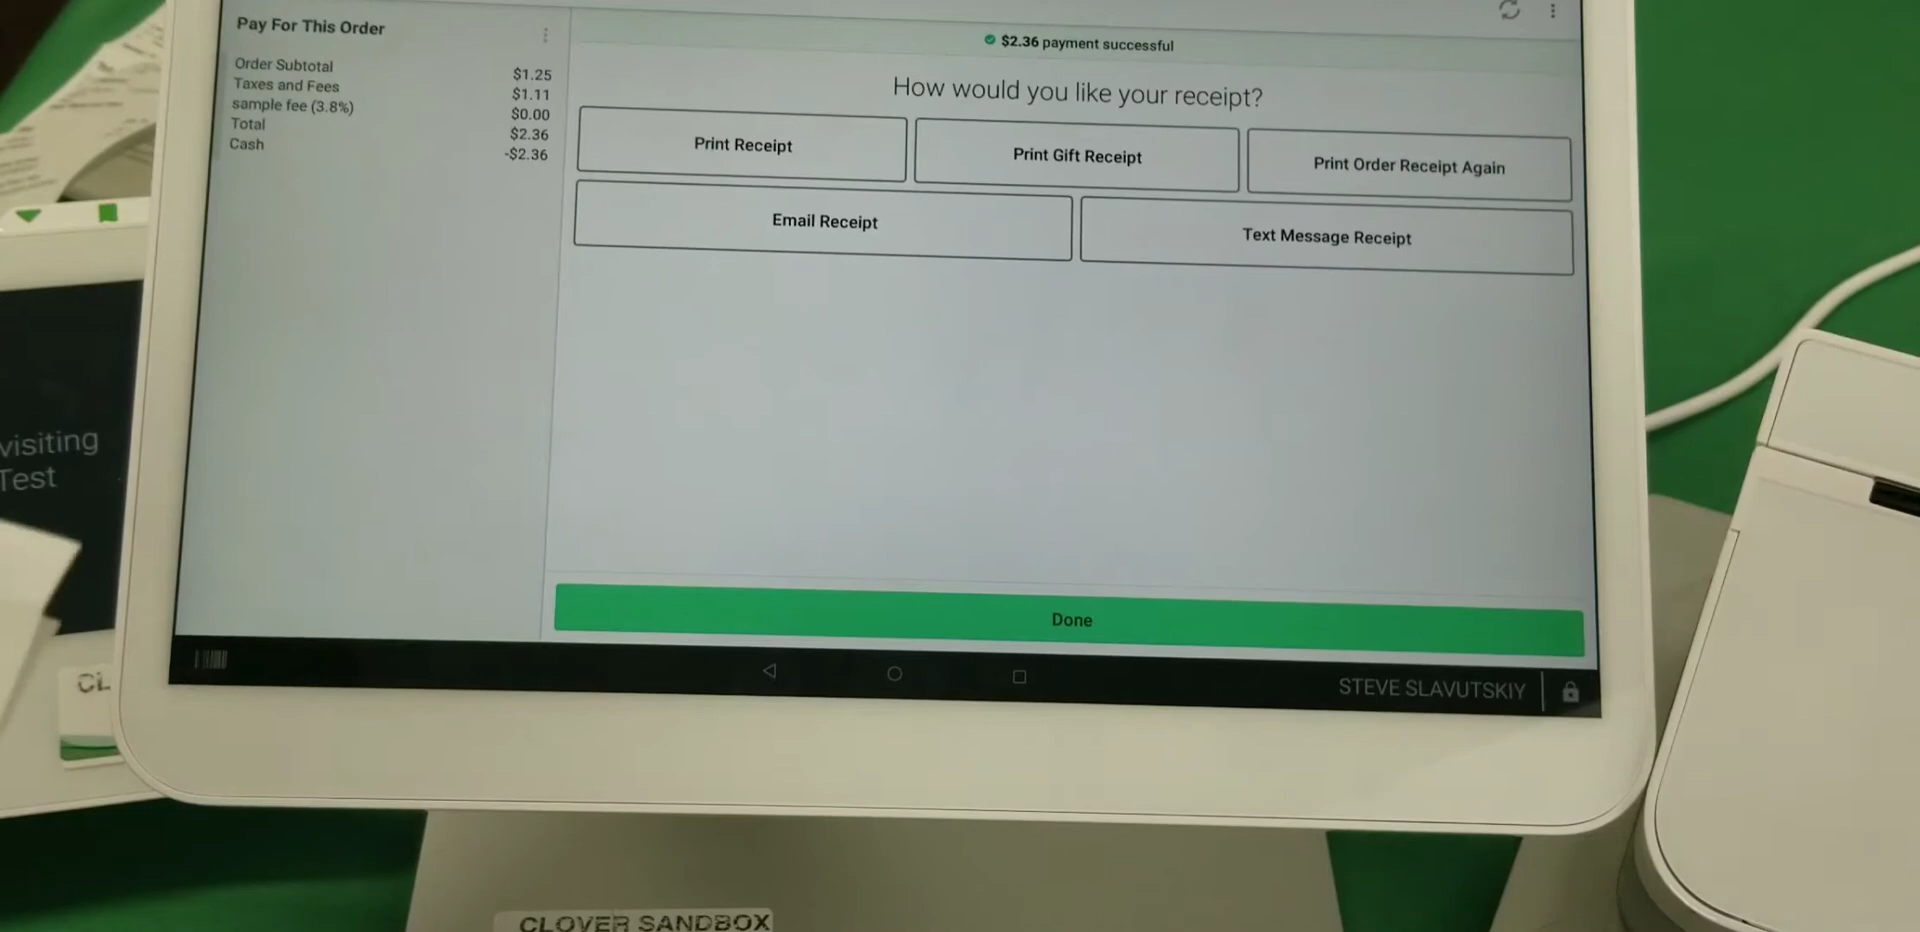 Pay For This Order
Order Subtotal $1.25
Taxes and Fees $1.11
sample fee (3.8%) $0.00
Total $2.36
Cash -$2.36
$2.36 payment successful
How would you like your receipt?
Print Receipt
Print Gift Receipt
Print Order Receipt Again
Email Receipt
Text Message Receipt
Done
STEVE SLAVUTSKIY
visiting
Test
CL
CLOVER SANDBOX